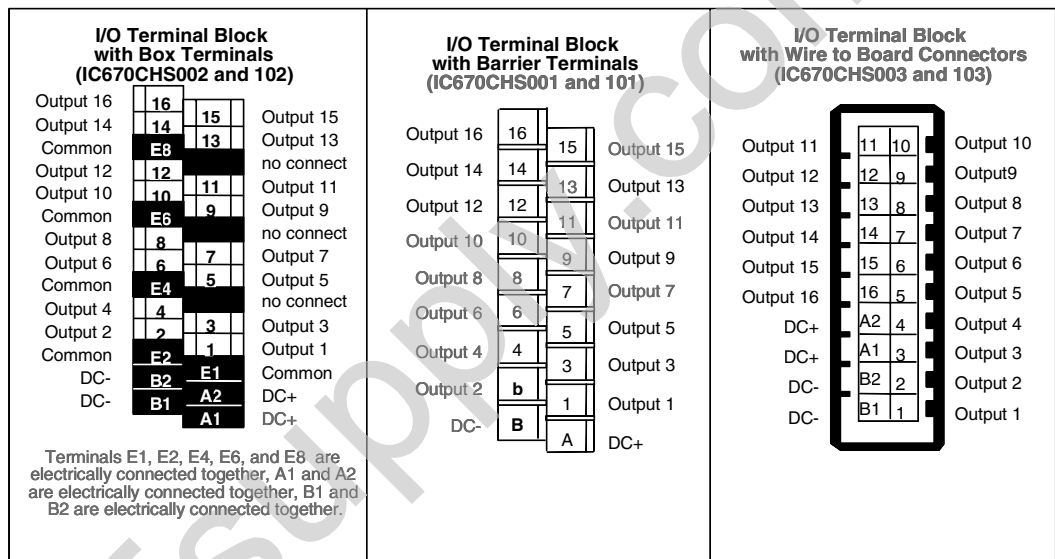 I/O Terminal Block
with Box Terminals
(IC670CHS002 and 102)
Output 16 16
15 Output 15
Output 14 14
13 Output 13
Common E8
no connect
Output 12 12
11 Output 11
Output 10 10
9 Output 9
Common E6
no connect
Output 8 8
7 Output 7
Output 6 6
5 Output 5
Common E4
no connect
Output 4 4
3 Output 3
Output 2 2
1 Output 1
Common E2
E1 Common
DC- B2
A2 DC+
DC- B1
A1 DC+
Terminals E1, E2, E4, E6, and E8 are
electrically connected together, A1 and A2
are electrically connected together, B1 and
B2 are electrically connected together.
I/O Terminal Block
with Barrier Terminals
(IC670CHS001 and 101)
Output 16 16
15 Output 15
Output 14 14
13 Output 13
Output 12 12
11 Output 11
Output 10 10
9 Output 9
Output 8 8
7 Output 7
Output 6 6
5 Output 5
Output 4 4
3 Output 3
Output 2 b
1 Output 1
DC- B
A DC+
I/O Terminal Block
with Wire to Board Connectors
(IC670CHS003 and 103)
Output 11 11 10 Output 10
Output 12 12 9 Output9
Output 13 13 8 Output 8
Output 14 14 7 Output 7
Output 15 15 6 Output 6
Output 16 16 5 Output 5
DC+ A2 4 Output 4
DC+ A1 3 Output 3
DC- B2 2 Output 2
DC- B1 1 Output 1